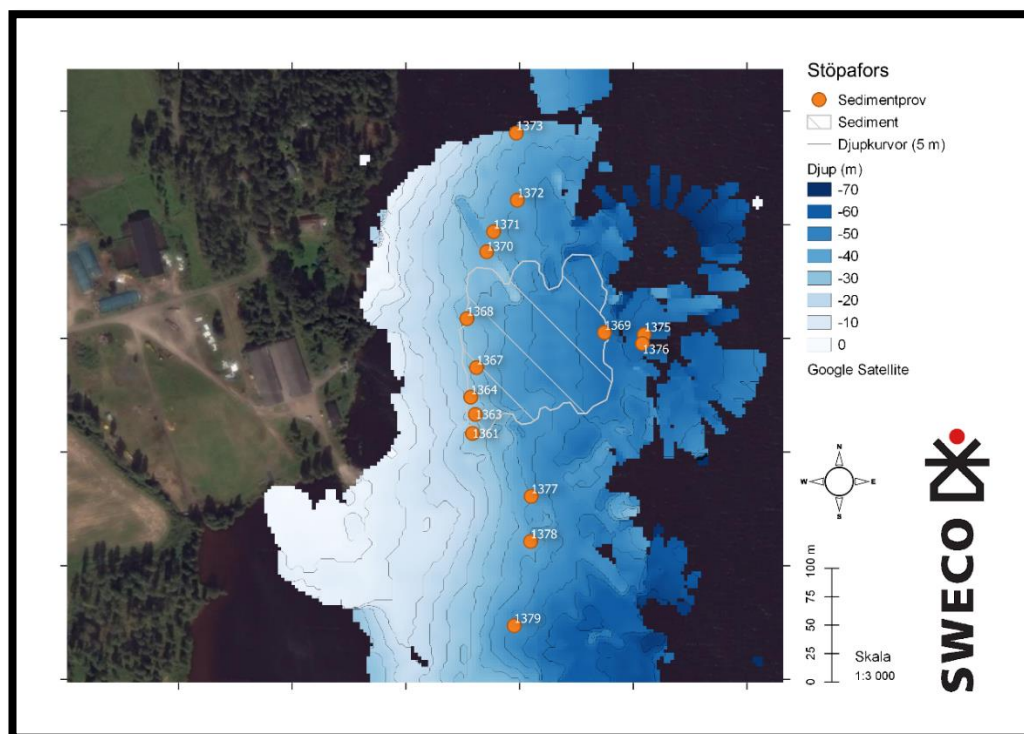 Stöpafors
Sedimentprov
Sediment
Djupkurvor (5 m)
Djup (m)
-70
-60
-50
-40
-30
-20
-10
0
Google Satellite
1373
1372
1371
1370
1368
1369
1375
1376
1367
1364
1363
1361
1377
1378
1379
N
W
E
S
100 m
75
50
25
0
Skala
1:3 000
SWECO